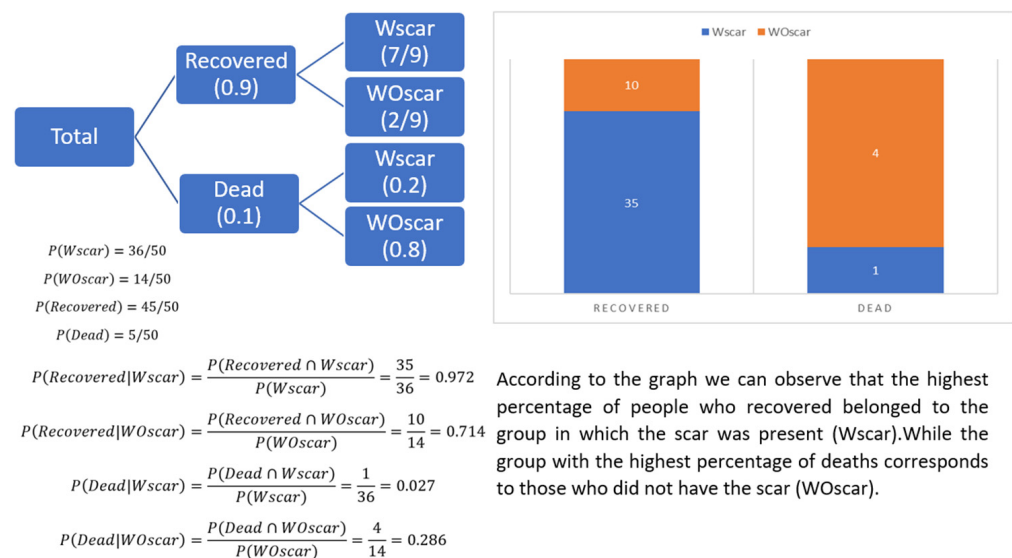 Total
Recovered
(0.9)
Dead
(0.1)
Wscar
(7/9)
WOscar
(2/9)
Wscar
(0.2)
WOscar
(0.8)
Wscar WOscar
10
35
4
1
RECOVERED DEAD
P(Wscar) = 36/50
P(WOscar) = 14/50
P(Recovered) = 45/50
P(Dead) = 5/50
P(Recovered|Wscar) = P(Recovered ∩ Wscar) / P(Wscar) = 35/36 = 0.972
P(Recovered|WOscar) = P(Recovered ∩ WOscar) / P(WOscar) = 10/14 = 0.714
P(Dead|Wscar) = P(Dead ∩ Wscar) / P(Wscar) = 1/36 = 0.027
P(Dead|WOscar) = P(Dead ∩ WOscar) / P(WOscar) = 4/14 = 0.286
According to the graph we can observe that the highest
percentage of people who recovered belonged to the
group in which the scar was present (Wscar).While the
group with the highest percentage of deaths corresponds
to those who did not have the scar (WOscar).